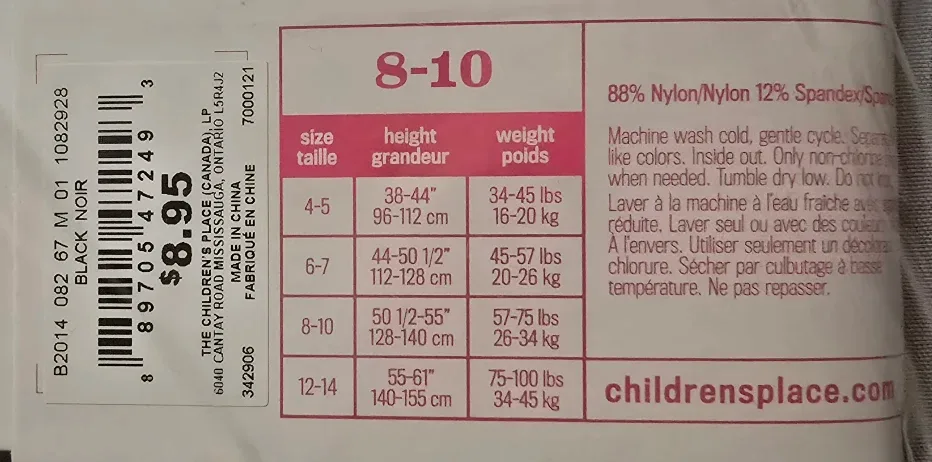 B2014 082 67 M 01 1082928
BLACK NOIR
8 89705 47249 3
$8.95
THE CHILDREN'S PLACE (CANADA), LP
6040 CANTAY ROAD MISSISSAUGA, ONTARIO L5R4J2
MADE IN CHINA
FABRIQUÉ EN CHINE
342906 7000121
8-10
size height weight
taille grandeur poids
4-5 38-44" 34-45 lbs
96-112 cm 16-20 kg
6-7 44-50 1/2" 45-57 lbs
112-128 cm 20-26 kg
8-10 50 1/2-55" 57-75 lbs
128-140 cm 26-34 kg
12-14 55-61" 75-100 lbs
140-155 cm 34-45 kg
88% Nylon/Nylon 12% Spandex/
Machine wash cold, gentle cycle.
like colors. Inside out. Only non-chlorine
when needed. Tumble dry low. Do not
Laver à la machine à l'eau fraîche avec
réduite. Laver seul ou avec des couleurs
À l'envers. Utiliser seulement un
chlorure. Sécher par culbutage à basse
température. Ne pas repasser.
childrensplace.com